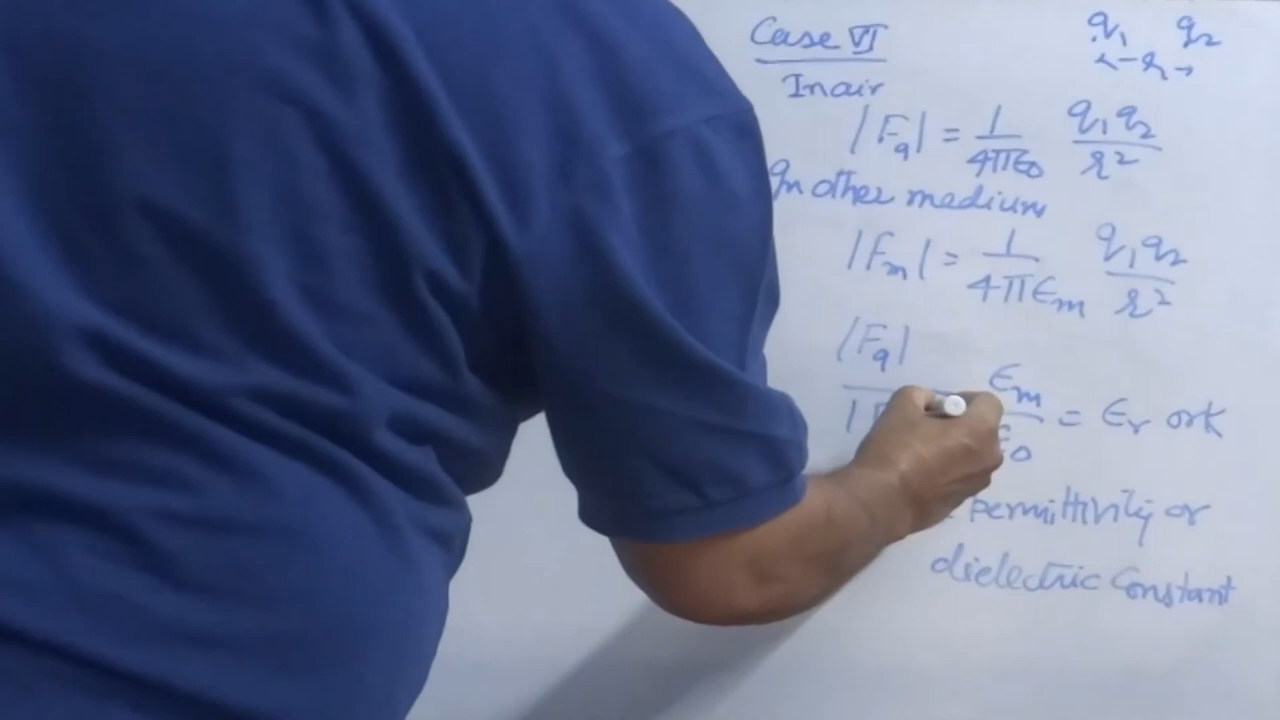 Case VI
q₁ q₂
←r→
In air
|Fₐ| = 1/4πε₀ q₁q₂/r²
In other medium
|Fₘ| = 1/4πεₘ q₁q₂/r²
|Fₐ|/|F εₘ/ε₀ = εᵣ or k
permittivity or
dielectric Constant